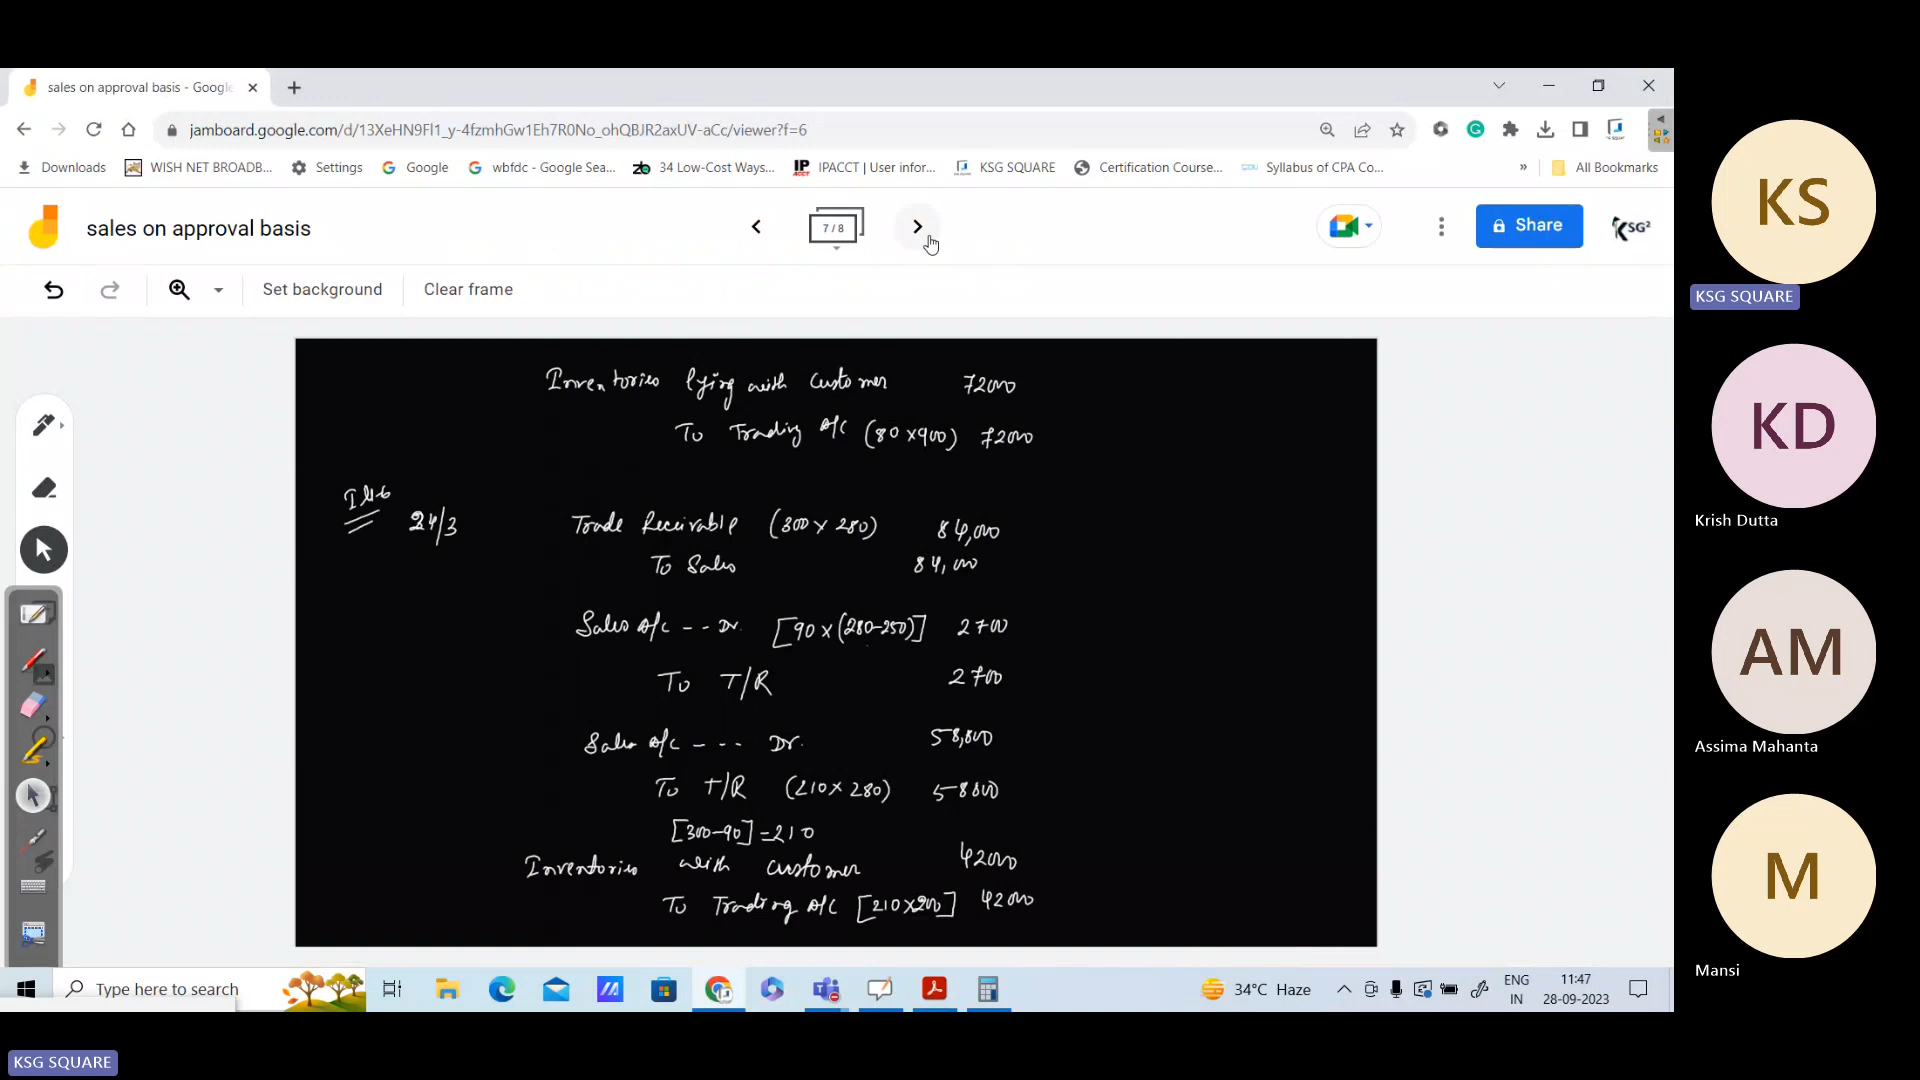 sales on approval basis - Google
jamboard.google.com/d/13XeHN9Fl1_y-4fzmhGw1Eh7R0No_ohQBJR2axUV-aCc/viewer?f=6
Downloads WISH NET BROADB... Settings Google wbfdc - Google Sea... 34 Low-Cost Ways... IPACCT | User infor... KSG SQUARE Certification Course... Syllabus of CPA Co... » All Bookmarks
sales on approval basis
7 / 8
Share
KSG²
Set background Clear frame
Inventories lying with customer 72000
To Trading A/c (80 x 900) 72000
24/3
Trade Receivable (300 x 280) 84,000
To Sales 84,000
Sales A/c -- Dr. [90 x (280-250)] 2700
To T/R 2700
Sales A/c ---- Dr. 58,800
To T/R (210 x 280) 58800
[300-90] = 210
Inventories with customer 42000
To Trading A/c [210 x 200] 42000
KS
KSG SQUARE
KD
Krish Dutta
AM
Assima Mahanta
M
Mansi
Type here to search
34°C Haze
ENG
IN
11:47
28-09-2023
KSG SQUARE